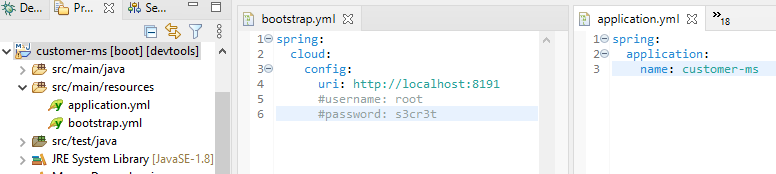 De...
Pr...
Se...
customer-ms [boot] [devtools]
src/main/java
src/main/resources
application.yml
bootstrap.yml
src/test/java
JRE System Library [JavaSE-1.8]
bootstrap.yml
1 spring:
2 cloud:
3 config:
4 uri: http://localhost:8191
5 #username: root
6 #password: s3cr3t
application.yml
»18
1 spring:
2 application:
3 name: customer-ms